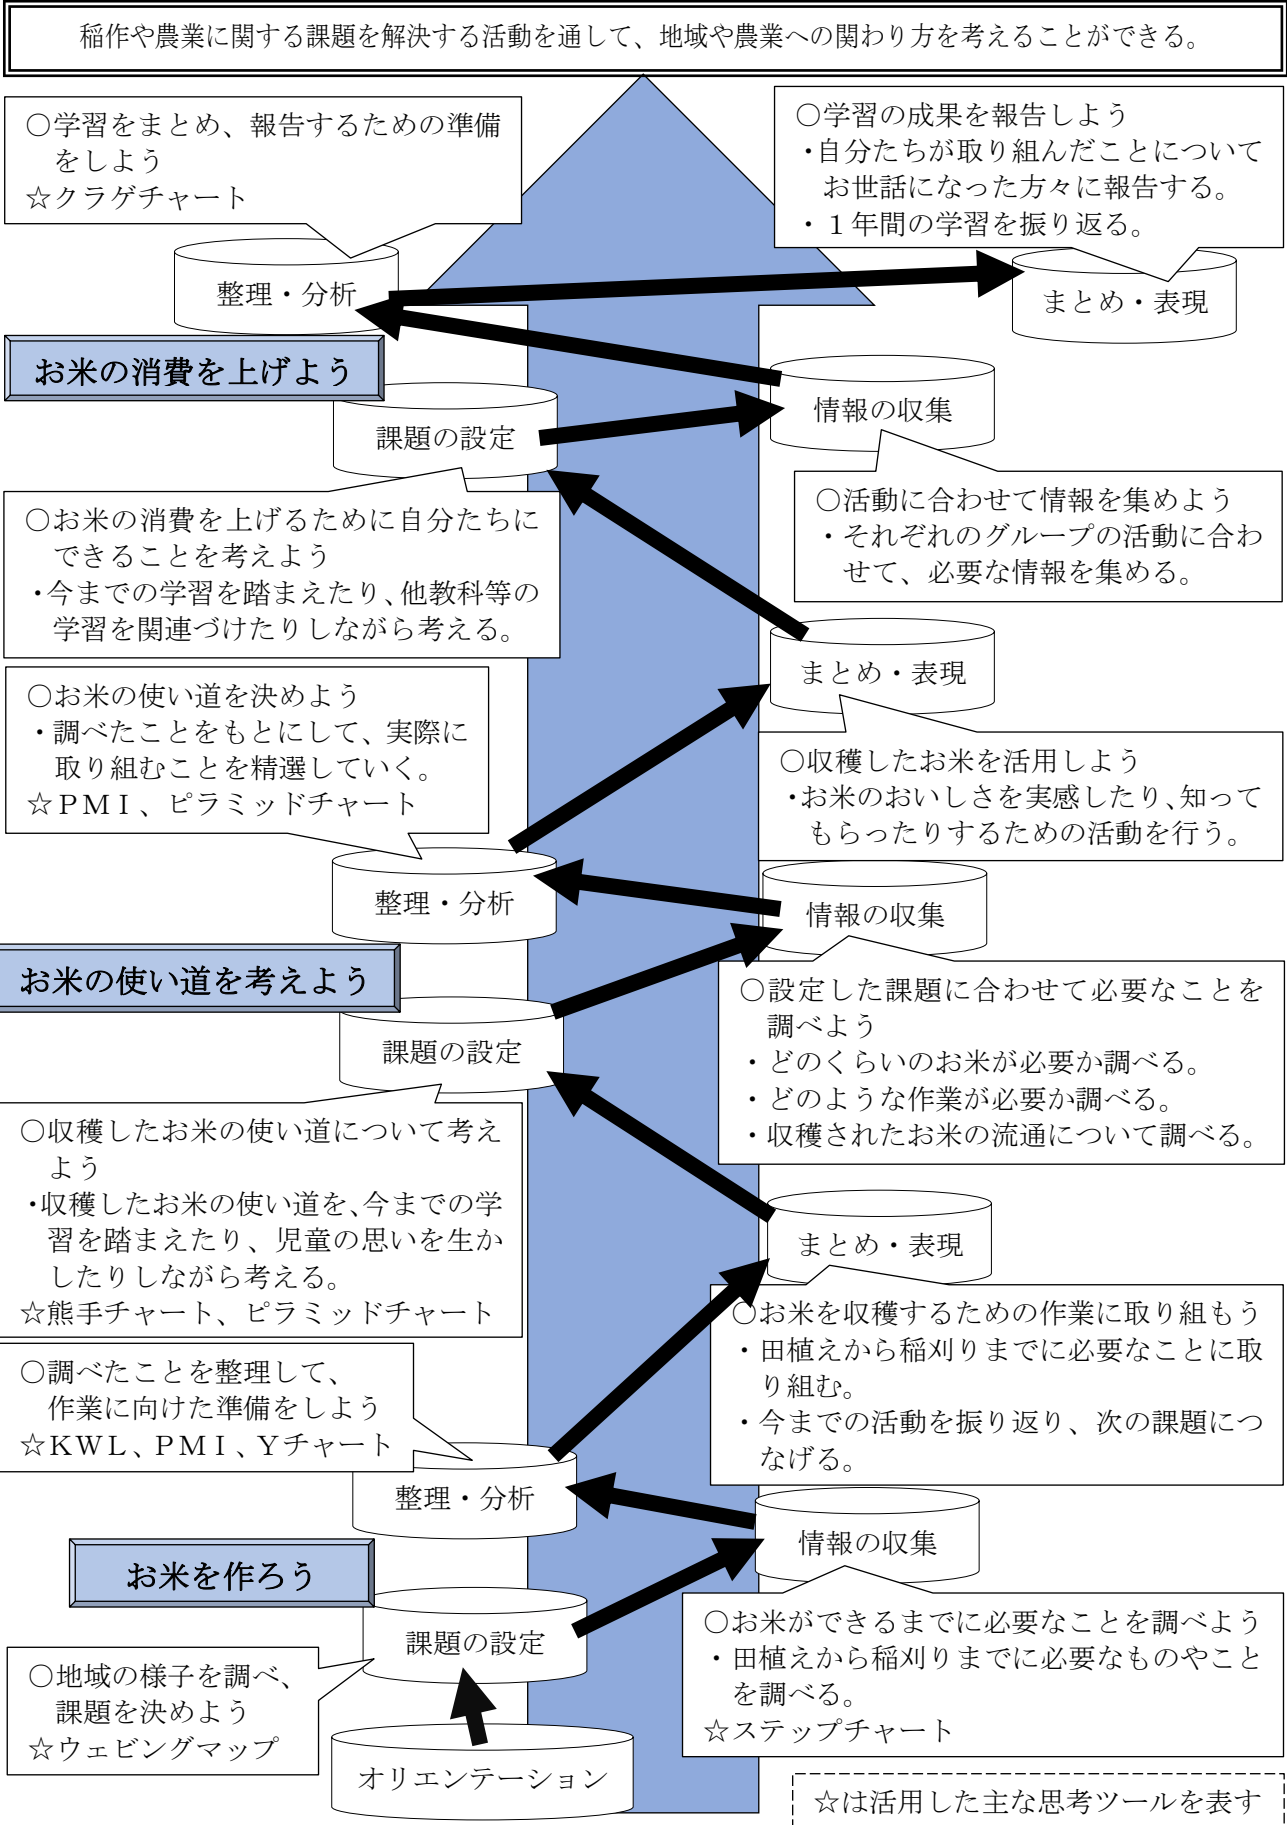 稲作や農業に関する課題を解決する活動を通して、地域や農業への関わり方を考えることができる。
○学習をまとめ、報告するための準備
をしよう
☆クラゲチャート
○学習の成果を報告しよう
・自分たちが取り組んだことについて
お世話になった方々に報告する。
・１年間の学習を振り返る。
整理・分析
まとめ・表現
お米の消費を上げよう
課題の設定
情報の収集
○お米の消費を上げるために自分たちに
できることを考えよう
・今までの学習を踏まえたり、他教科等の
学習を関連づけたりしながら考える。
○活動に合わせて情報を集めよう
・それぞれのグループの活動に合わ
せて、必要な情報を集める。
まとめ・表現
○お米の使い道を決めよう
・調べたことをもとにして、実際に
取り組むことを精選していく。
☆ＰＭＩ、ピラミッドチャート
○収穫したお米を活用しよう
・お米のおいしさを実感したり、知って
もらったりするための活動を行う。
整理・分析
情報の収集
お米の使い道を考えよう
課題の設定
○設定した課題に合わせて必要なことを
調べよう
・どのくらいのお米が必要か調べる。
・どのような作業が必要か調べる。
・収穫されたお米の流通について調べる。
○収穫したお米の使い道について考え
よう
・収穫したお米の使い道を、今までの学
習を踏まえたり、児童の思いを生か
したりしながら考える。
☆熊手チャート、ピラミッドチャート
まとめ・表現
○お米を収穫するための作業に取り組もう
・田植えから稲刈りまでに必要なことに取
り組む。
・今までの活動を振り返り、次の課題につ
なげる。
○調べたことを整理して、
作業に向けた準備をしよう
☆ＫＷＬ、ＰＭＩ、Ｙチャート
整理・分析
情報の収集
お米を作ろう
課題の設定
○お米ができるまでに必要なことを調べよう
・田植えから稲刈りまでに必要なものやこと
を調べる。
☆ステップチャート
○地域の様子を調べ、
課題を決めよう
☆ウェビングマップ
オリエンテーション
☆は活用した主な思考ツールを表す